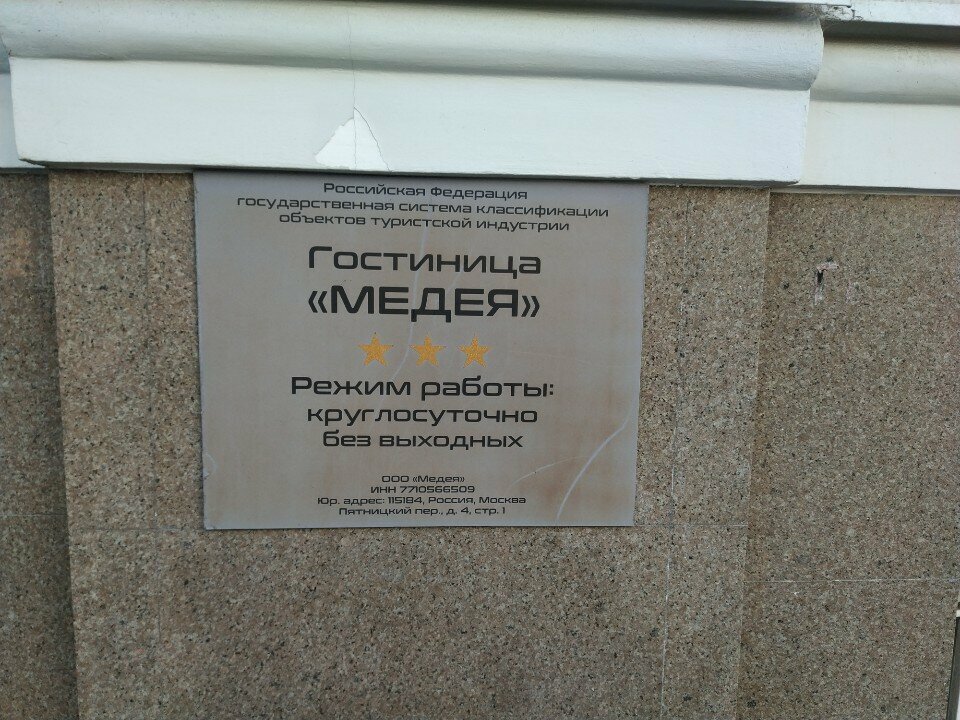 Российская Федерация
государственная система классификации
объектов туристской индустрии
Гостиница
«МЕДЕЯ»
Режим работы:
круглосуточно
без выходных
ООО «Медея»
ИНН 7710566509
Юр. адрес: 115184, Россия, Москва
Пятницкий пер., д. 4, стр. 1